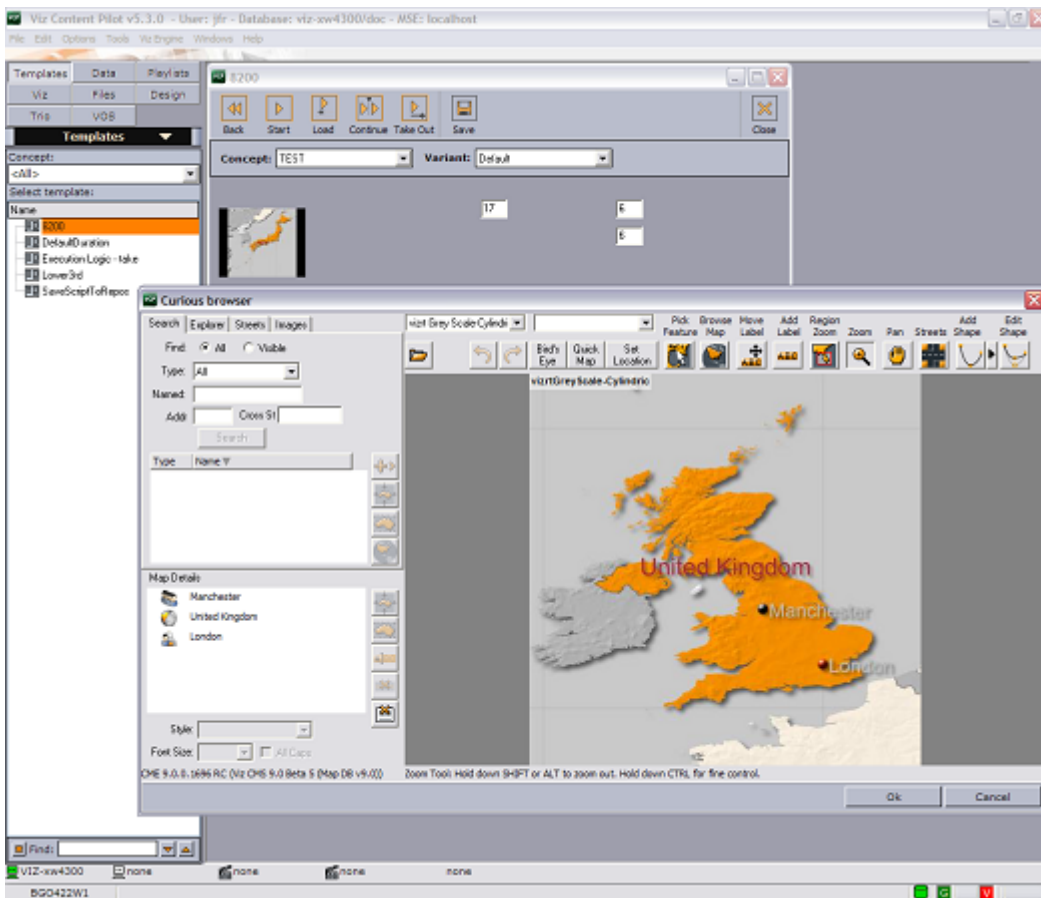 Viz Content Pilot v5.3.0 - User: jfr - Database: viz-xw4300/doc - MSE: localhost
File Edit Options Tools Viz Engine Windows Help
Templates Data Playlists
Viz Files Design
Trio VGB
Templates
Concept:
<All>
Select template:
Name
8200
DefaultDuration
Execution Logic - take
Lower3rd
SaveScriptToRepos
8200
Back Start Load Continue Take Out Save Close
Concept: TEST Variant: Default
17 6
6
Curious browser
Search Explorer Streets Images
Find: All Visible
Type: All
Named:
Addr Cross St
Search
Type Name
Map Details
Manchester
United Kingdom
London
Style:
Font Size: All Caps
CME 9.0.0.1696 RC (Viz CMS 9.0 Beta 5 (Map DB v9.0))
vizrt Grey Scale-Cylindri
Pick Feature Browse Map Move Label Add Label Region Zoom Zoom Pan Streets Add Shape Edit Shape
Bird's Eye Quick Map Set Location
vizrtGreyScale-Cylindric
United Kingdom
Manchester
London
Zoom Tool: Hold down SHIFT or ALT to zoom out. Hold down CTRL for fine control.
Ok Cancel
Find:
VIZ-xw4300 none none none none
BGO422W1
G V